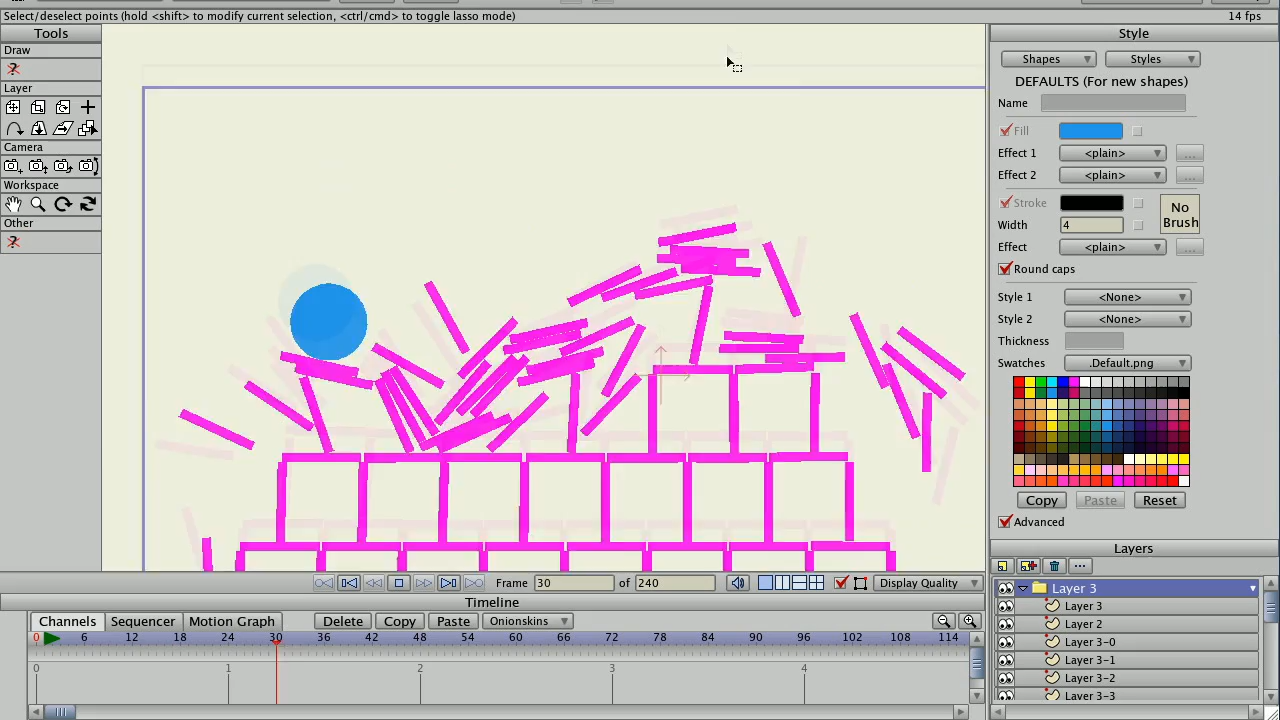 Select/deselect points (hold <shift> to modify current selection, <ctrl/cmd> to toggle lasso mode)
14 fps
Tools
Draw
Layer
Camera
Workspace
Other
Style
Shapes
Styles
DEFAULTS (For new shapes)
Name
Fill
Effect 1
<plain>
...
Effect 2
<plain>
...
Stroke
No
Brush
Width
4
Effect
<plain>
...
Round caps
Style 1
<None>
Style 2
<None>
Thickness
Swatches
.Default.png
Copy
Paste
Reset
Advanced
Layers
Layer 3
Layer 3
Layer 2
Layer 3-0
Layer 3-1
Layer 3-2
Layer 3-3
Frame
30
of
240
Display Quality
Timeline
Channels
Sequencer
Motion Graph
Delete
Copy
Paste
Onionskins
0 6 12 18 24 30 36 42 48 54 60 66 72 78 84 90 96 102 108 114
0 1 2 3 4